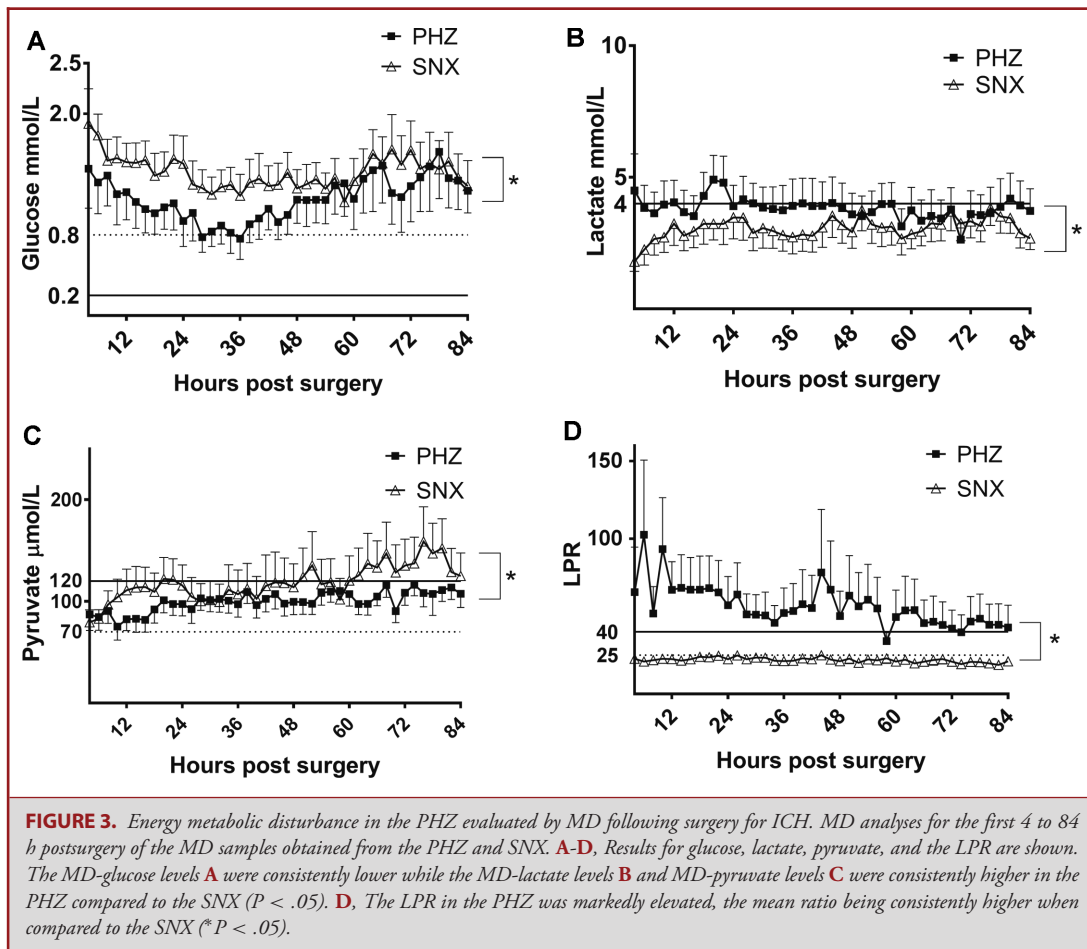 A
PHZ
SNX
2.5
2.0
0.8
0.2
Glucose mmol/L
*
12 24 36 48 60 72 84
Hours post surgery
B
PHZ
SNX
10
5
4
Lactate mmol/L
*
12 24 36 48 60 72 84
Hours post surgery
C
PHZ
SNX
200
120
100
70
Pyruvate μmol/L
*
12 24 36 48 60 72 84
Hours post surgery
D
PHZ
SNX
150
100
40
25
LPR
*
12 24 36 48 60 72 84
Hours post surgery
FIGURE 3. Energy metabolic disturbance in the PHZ evaluated by MD following surgery for ICH. MD analyses for the first 4 to 84
h postsurgery of the MD samples obtained from the PHZ and SNX. A-D, Results for glucose, lactate, pyruvate, and the LPR are shown.
The MD-glucose levels A were consistently lower while the MD-lactate levels B and MD-pyruvate levels C were consistently higher in the
PHZ compared to the SNX (P < .05). D, The LPR in the PHZ was markedly elevated, the mean ratio being consistently higher when
compared to the SNX (*P < .05).